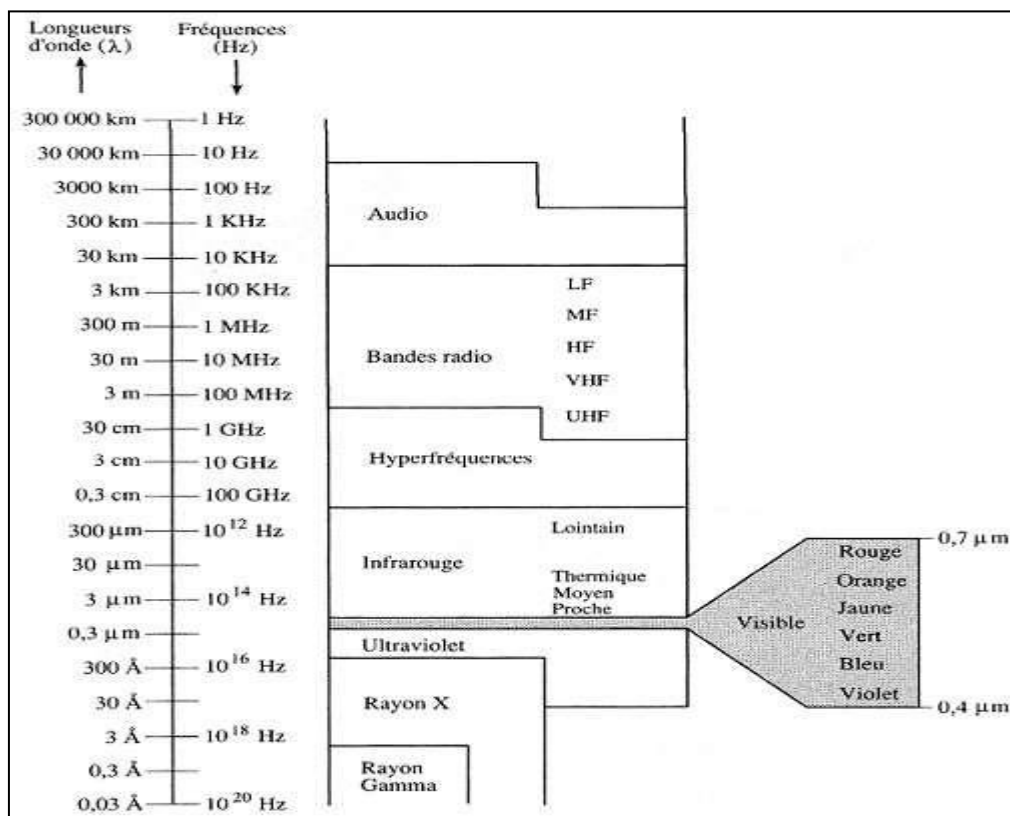 Longueurs
d'onde (λ)
Fréquences
(Hz)
300 000 km
1 Hz
30 000 km
10 Hz
3000 km
100 Hz
300 km
1 KHz
30 km
10 KHz
3 km
100 KHz
300 m
1 MHz
30 m
10 MHz
3 m
100 MHz
30 cm
1 GHz
3 cm
10 GHz
0,3 cm
100 GHz
300 µm
10¹² Hz
30 µm
3 µm
10¹⁴ Hz
0,3 µm
300 Å
10¹⁶ Hz
30 Å
3 Å
10¹⁸ Hz
0,3 Å
0,03 Å
10²⁰ Hz
Audio
Bandes radio
LF
MF
HF
VHF
UHF
Hyperfréquences
Infrarouge
Lointain
Thermique
Moyen
Proche
Ultraviolet
Rayon X
Rayon
Gamma
Visible
0,7 µm
Rouge
Orange
Jaune
Vert
Bleu
Violet
0,4 µm